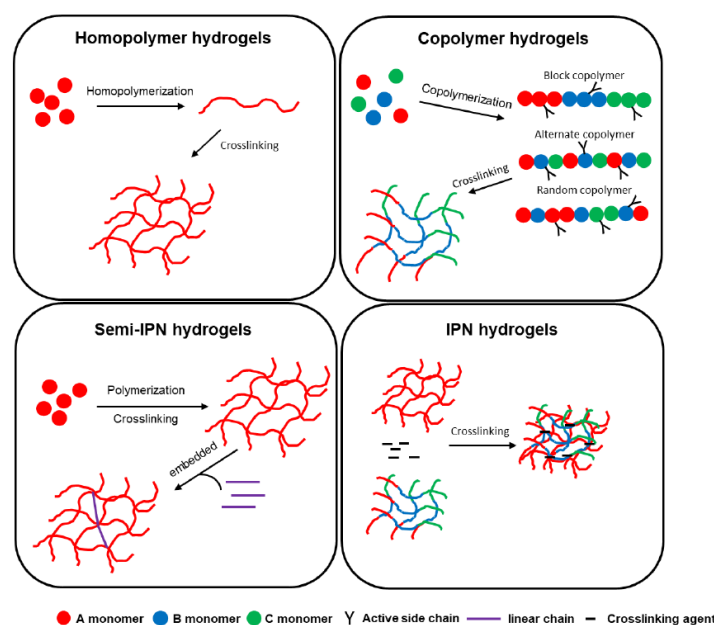 Homopolymer hydrogels
Homopolymerization
Crosslinking
Copolymer hydrogels
Copolymerization
Block copolymer
Alternate copolymer
Crosslinking
Random copolymer
Semi-IPN hydrogels
Polymerization
Crosslinking
embedded
IPN hydrogels
Crosslinking
A monomer B monomer C monomer Active side chain linear chain Crosslinking agent